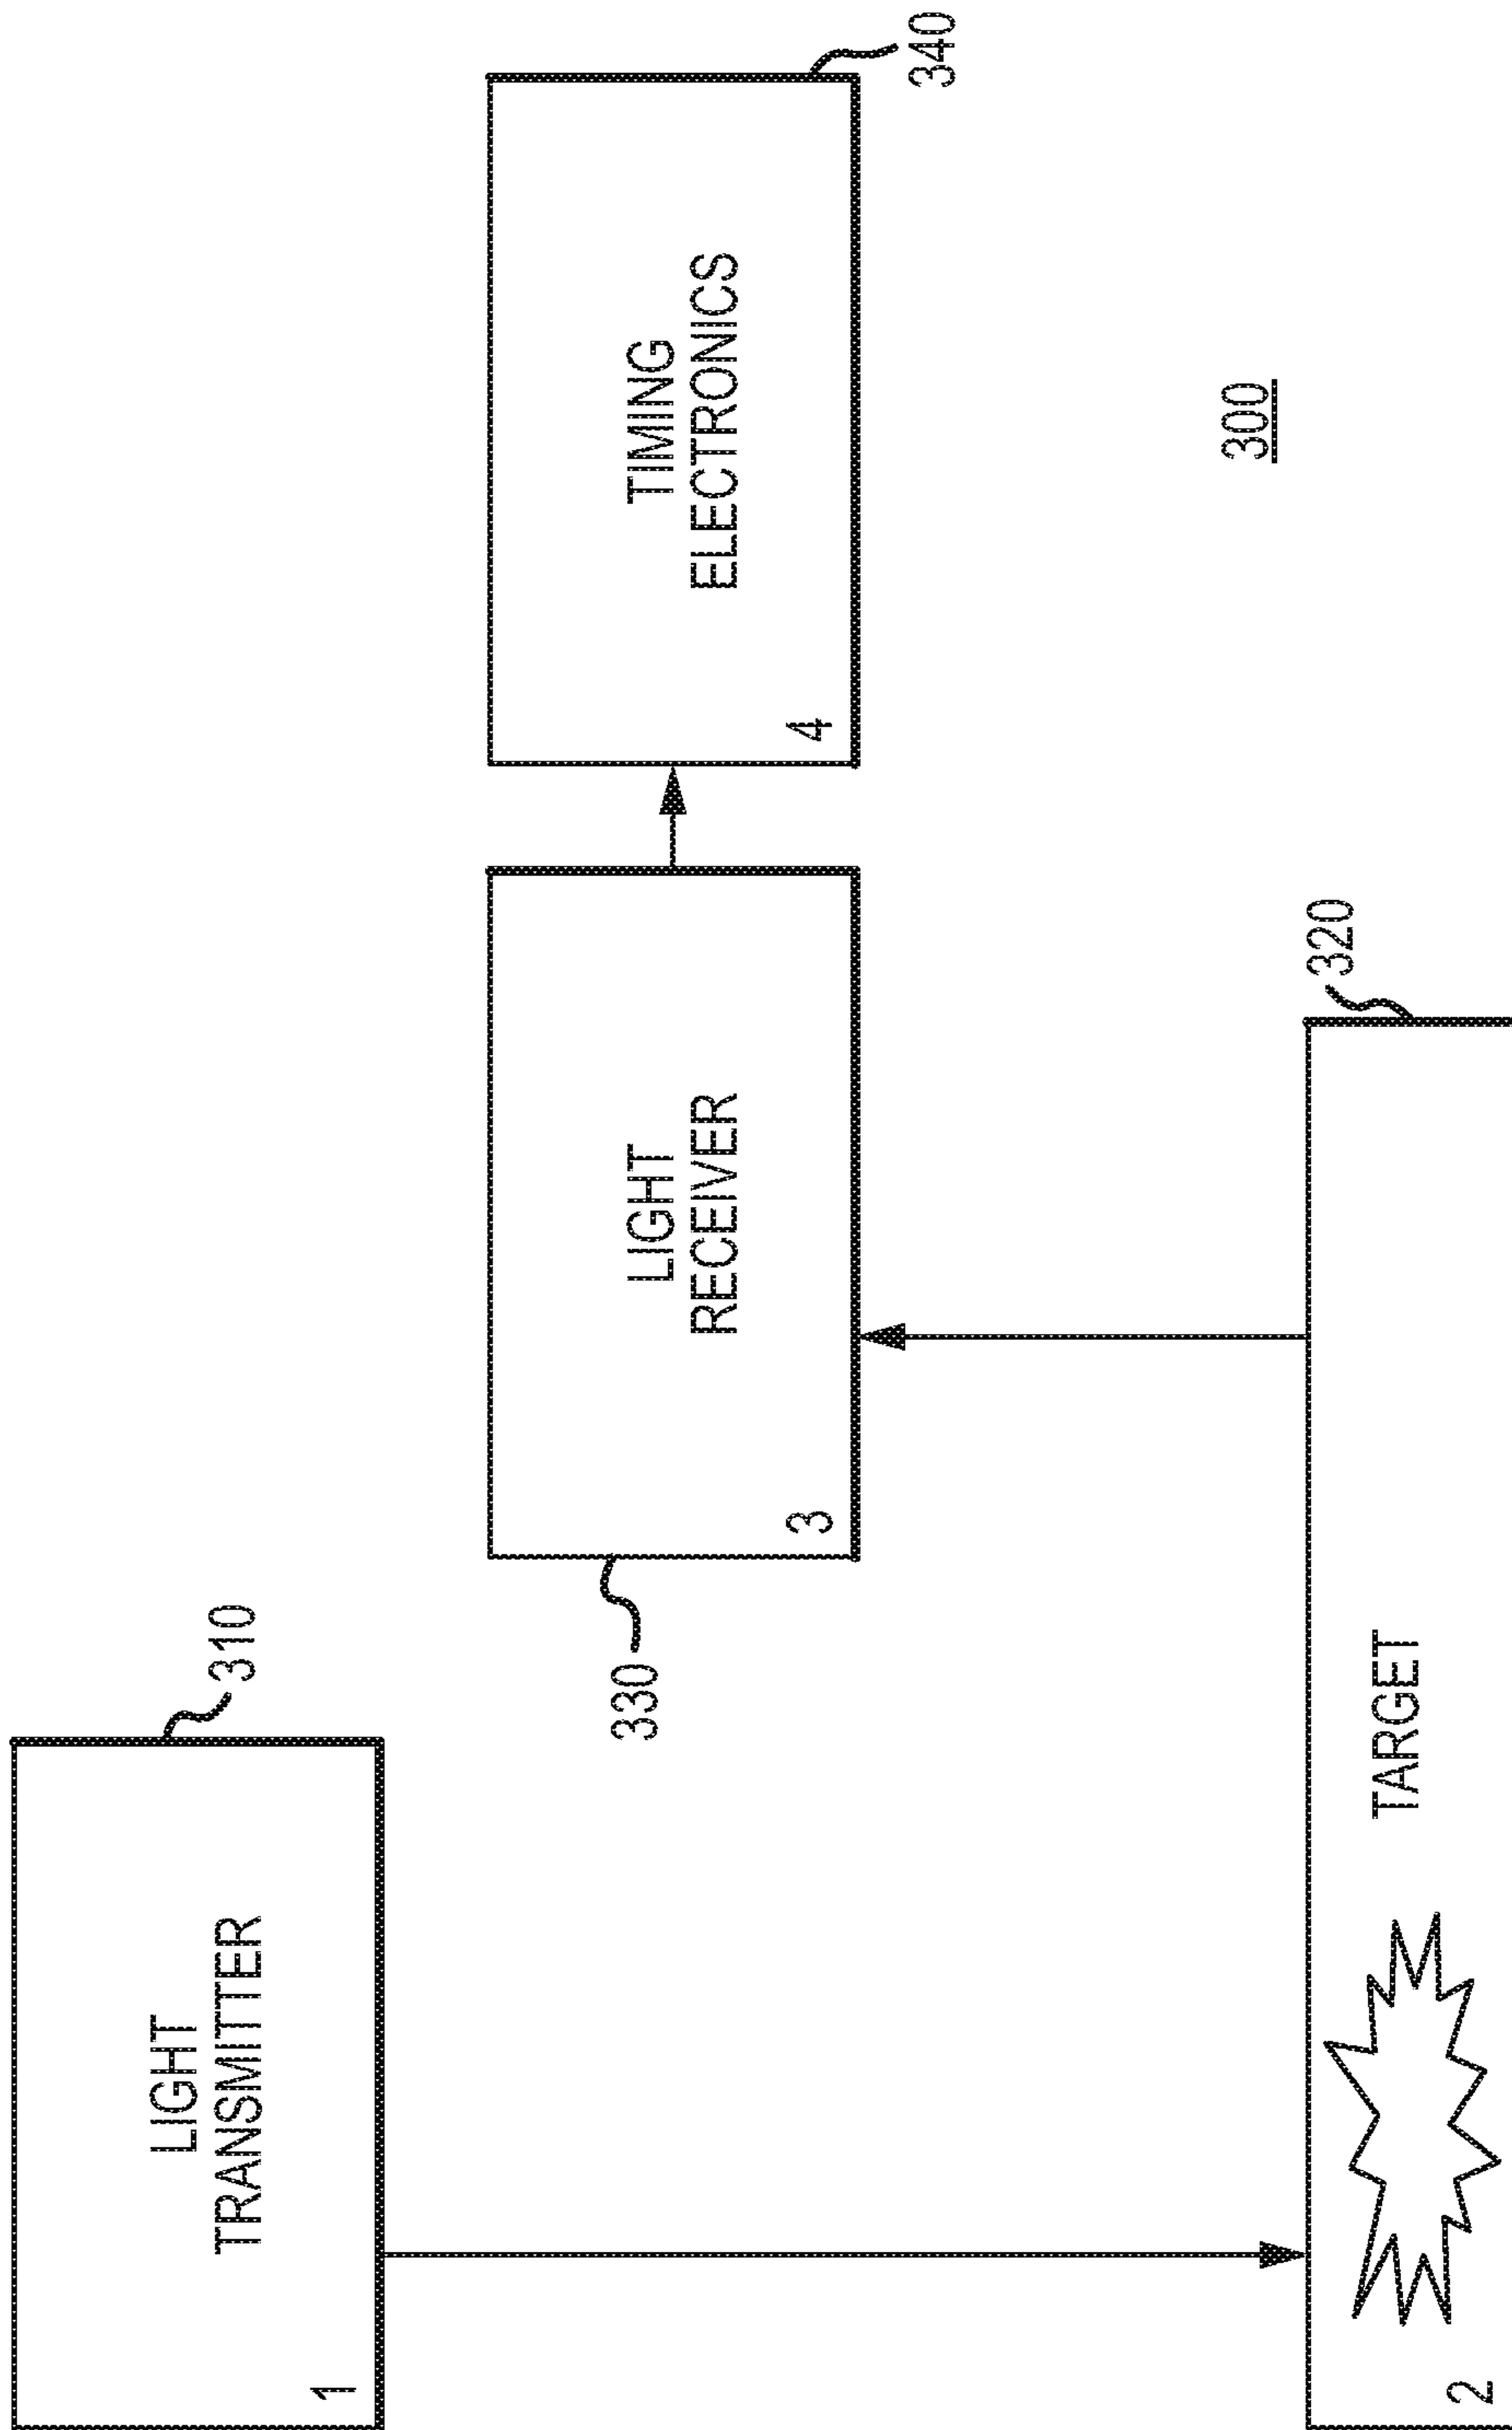 LIGHT
TRANSMITTER
1
310
LIGHT
RECEIVER
3
330
TIMING
ELECTRONICS
4
340
TARGET
2
320
300